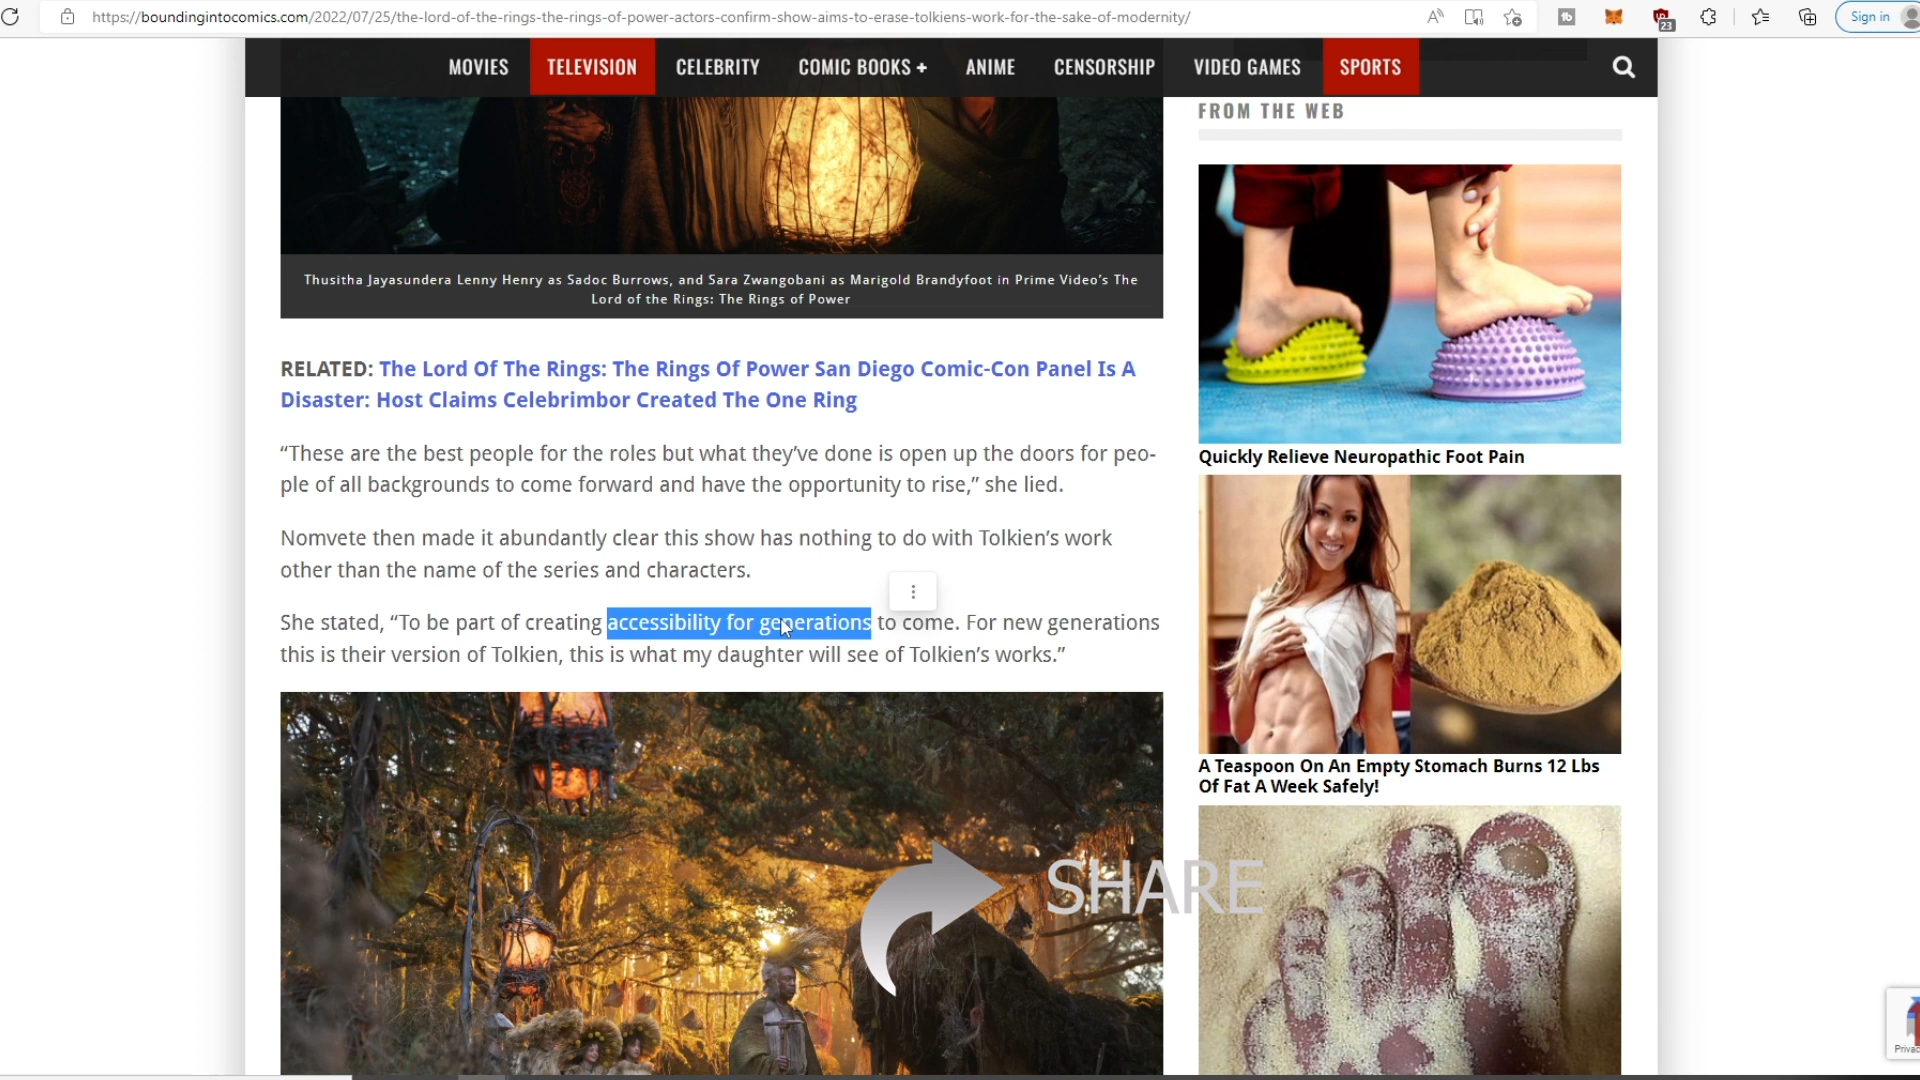 https://boundingintocomics.com/2022/07/25/the-lord-of-the-rings-the-rings-of-power-actors-confirm-show-aims-to-erase-tolkiens-work-for-the-sake-of-modernity/
23
Sign in
MOVIES
TELEVISION
CELEBRITY
COMIC BOOKS +
ANIME
CENSORSHIP
VIDEO GAMES
SPORTS
Thusitha Jayasundera Lenny Henry as Sadoc Burrows, and Sara Zwangobani as Marigold Brandyfoot in Prime Video’s The
Lord of the Rings: The Rings of Power
RELATED: The Lord Of The Rings: The Rings Of Power San Diego Comic-Con Panel Is A
Disaster: Host Claims Celebrimbor Created The One Ring
“These are the best people for the roles but what they’ve done is open up the doors for peo-
ple of all backgrounds to come forward and have the opportunity to rise,” she lied.
Nomvete then made it abundantly clear this show has nothing to do with Tolkien’s work
other than the name of the series and characters.
She stated, “To be part of creating accessibility for generations to come. For new generations
this is their version of Tolkien, this is what my daughter will see of Tolkien’s works.”
SHARE
FROM THE WEB
Quickly Relieve Neuropathic Foot Pain
A Teaspoon On An Empty Stomach Burns 12 Lbs
Of Fat A Week Safely!